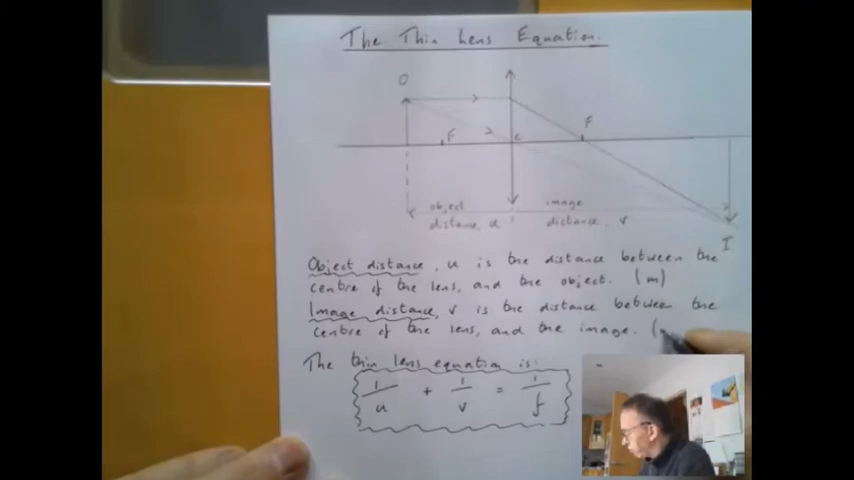 The Thin Lens Equation.
O
F
c
F
object
distance, u
image
distance, v
I
Object distance, u is the distance between the
centre of the lens, and the object. (m)
Image distance, v is the distance between the
centre of the lens, and the image. (
The thin lens equation is:
1/u + 1/v = 1/f